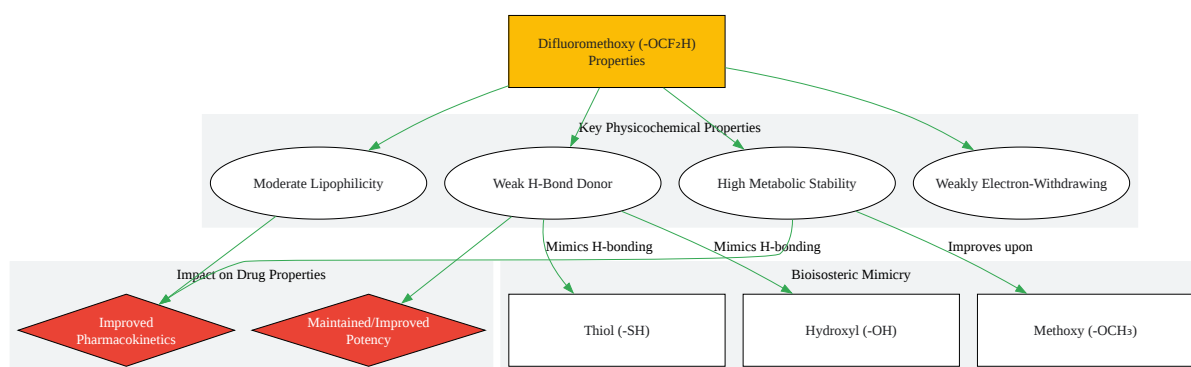 Difluoromethoxy (-OCF₂H)
Properties
Key Physicochemical Properties
Moderate Lipophilicity
Weak H-Bond Donor
High Metabolic Stability
Weakly Electron-Withdrawing
Mimics H-bonding
Mimics H-bonding
Improves upon
Impact on Drug Properties
Bioisosteric Mimicry
Improved
Pharmacokinetics
Maintained/Improved
Potency
Thiol (-SH)
Hydroxyl (-OH)
Methoxy (-OCH₃)